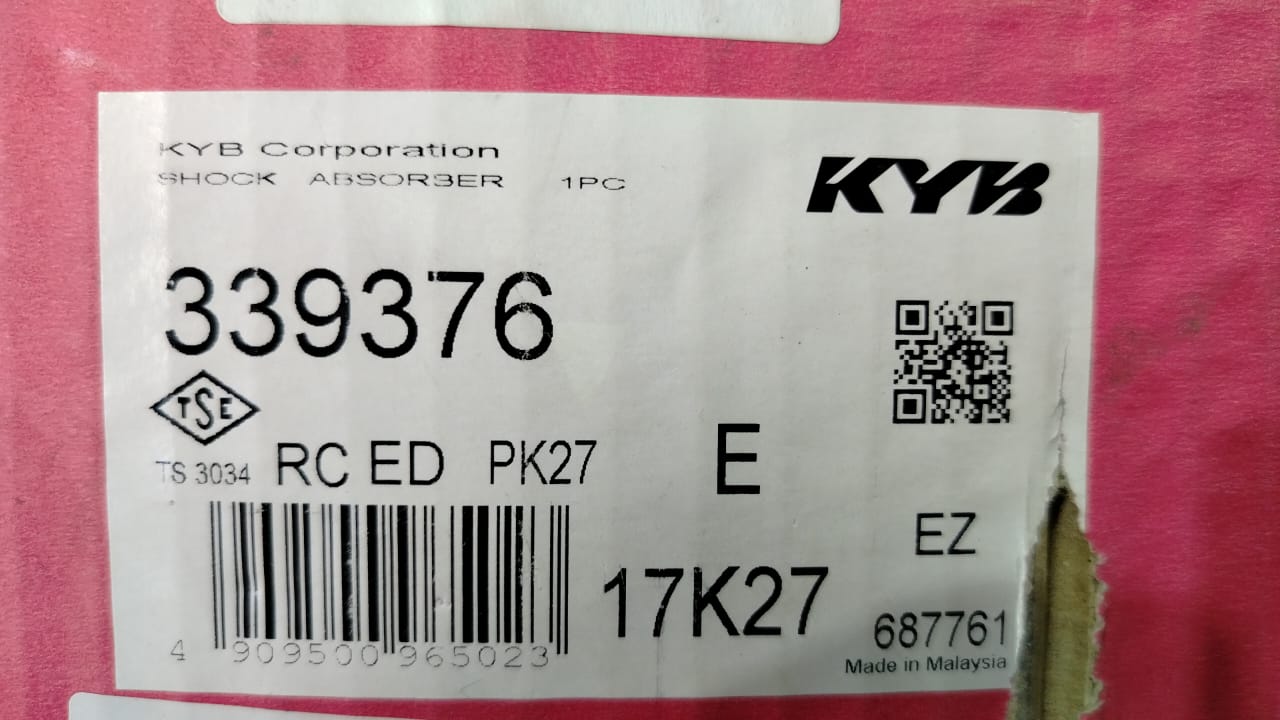 KYB Corporation
SHOCK ABSORBER 1PC
KYB
339376
TSE
TS 3034 RC ED PK27
E
EZ
17K27
4 909500 965023
687761
Made in Malaysia